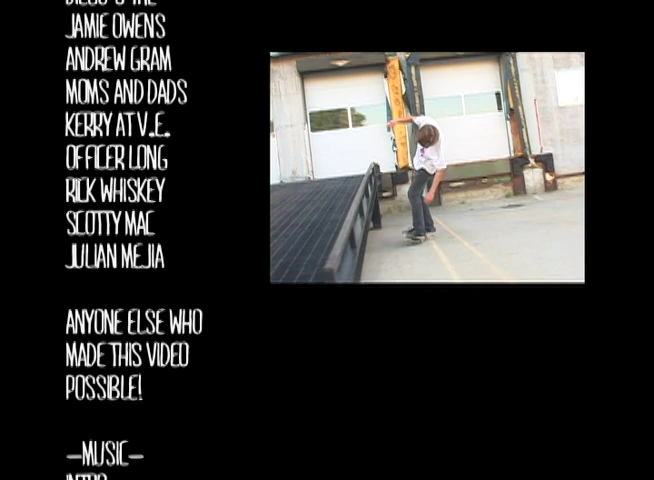 JAMIE OWENS
ANDREW GRAM
MOMS AND DADS
KERRY AT V.E.
OFFICER LONG
RICK WHISKEY
SCOTTY MAC
JULIAN MEJIA
ANYONE ELSE WHO
MADE THIS VIDEO
POSSIBLE!
-MUSIC-
INTRO